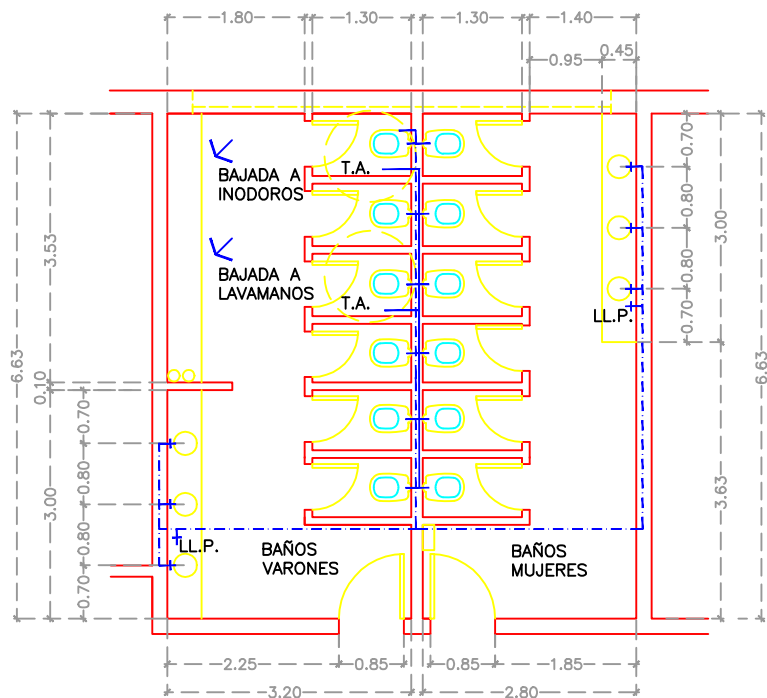 1.80
1.30
1.30
1.40
0.95
0.45
0.70
BAJADA A
INODOROS
T.A.
0.80
3.00
3.53
6.63
BAJADA A
LAVAMANOS
T.A.
0.80
LL.P.
0.70
6.63
0.10
0.70
0.80
3.00
0.80
3.63
LL.P.
BAÑOS
VARONES
BAÑOS
MUJERES
0.70
2.25
0.85
0.85
1.85
3.20
2.80